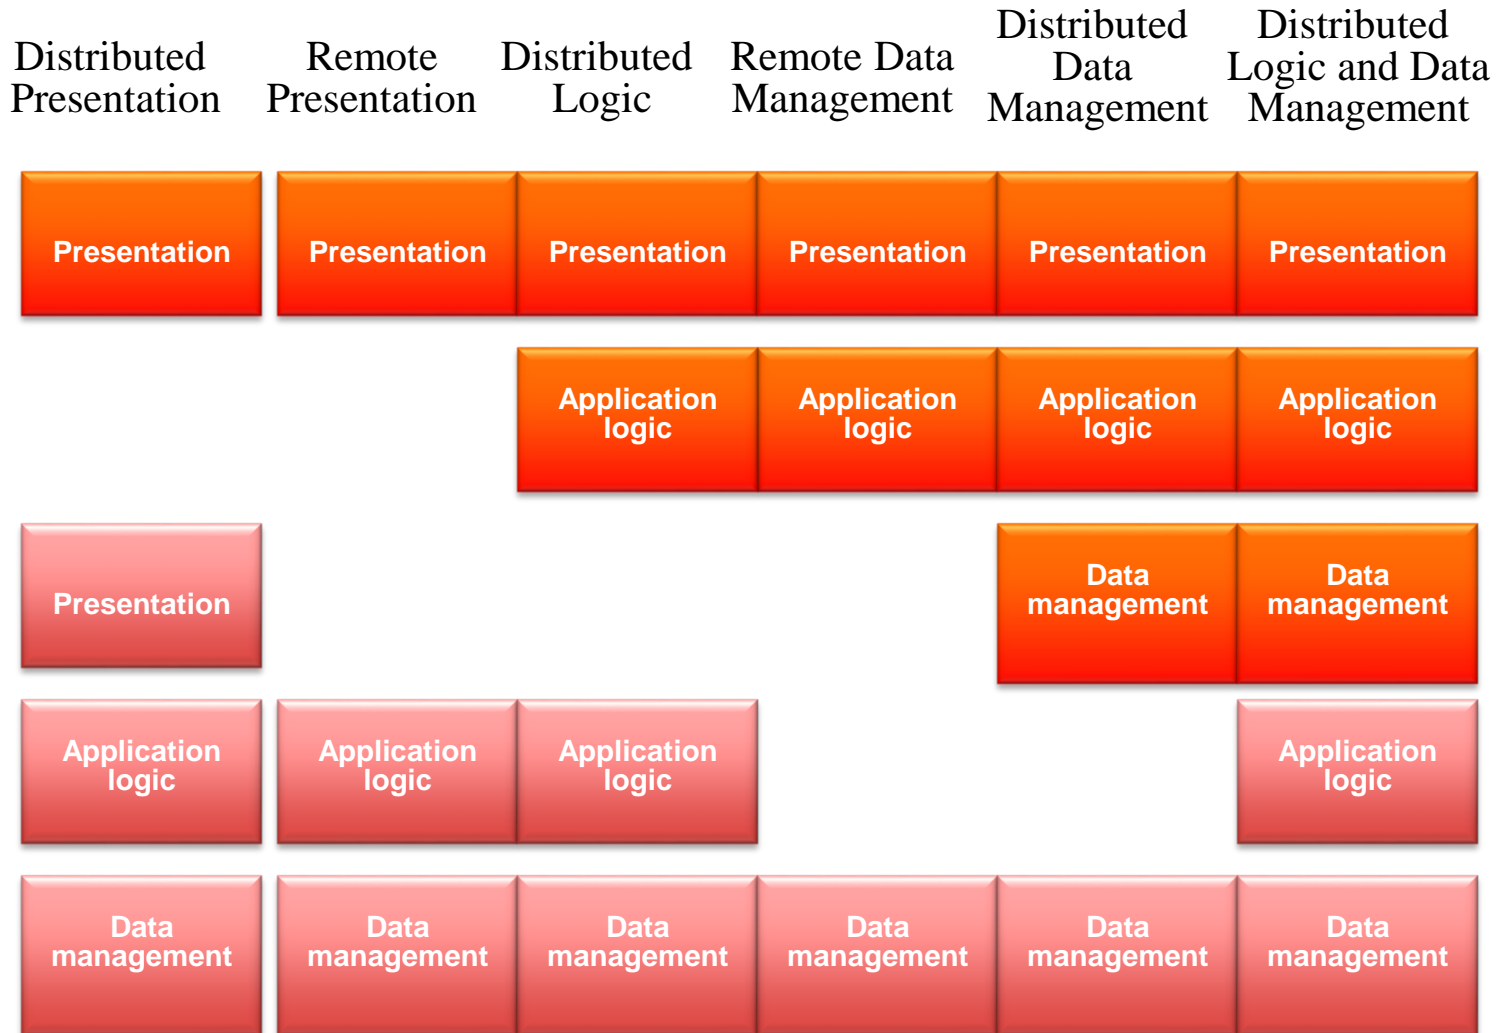 Distributed
Presentation
Remote
Presentation
Distributed
Logic
Remote Data
Management
Distributed
Data
Management
Distributed
Logic and Data
Management
Presentation
Presentation
Presentation
Presentation
Presentation
Presentation
Application
logic
Application
logic
Application
logic
Application
logic
Presentation
Data
management
Data
management
Application
logic
Application
logic
Application
logic
Application
logic
Data
management
Data
management
Data
management
Data
management
Data
management
Data
management